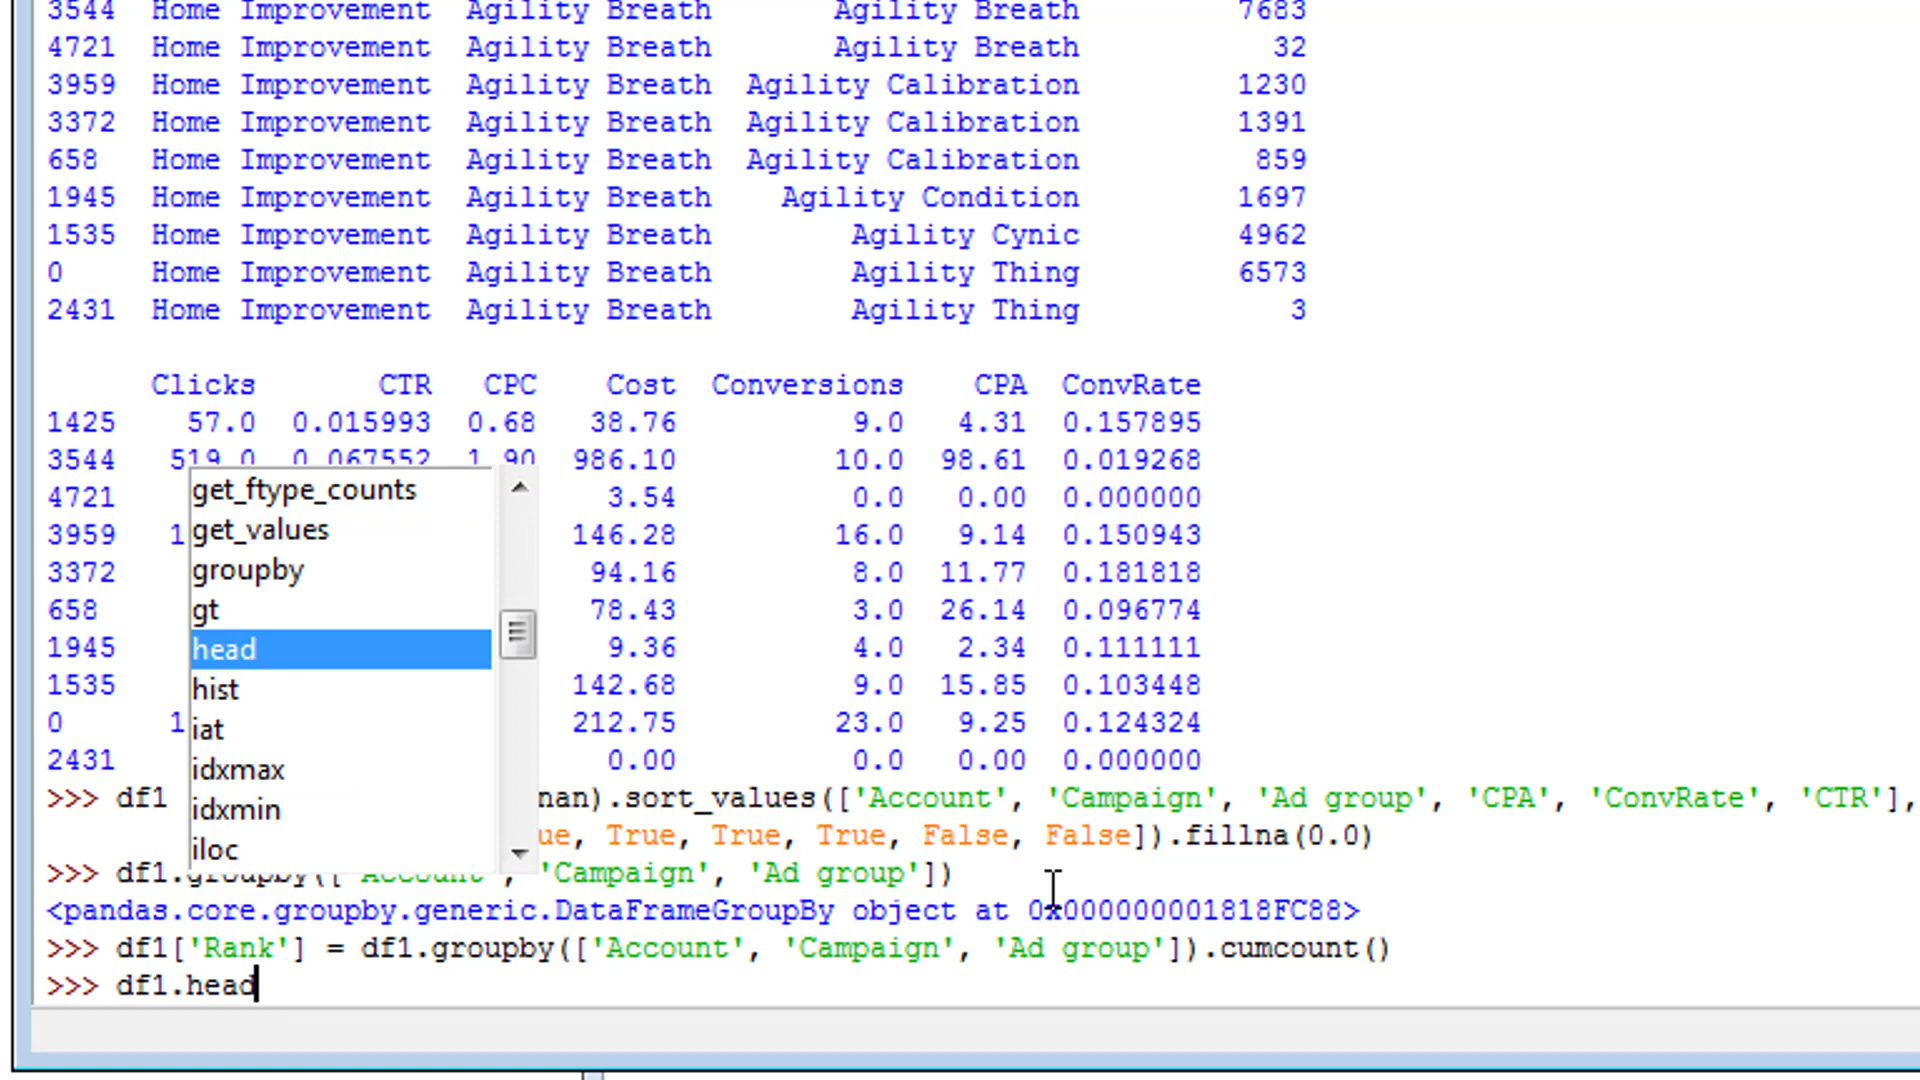 3544 Home Improvement Agility Breath Agility Breath 7683
4721 Home Improvement Agility Breath Agility Breath 32
3959 Home Improvement Agility Breath Agility Calibration 1230
3372 Home Improvement Agility Breath Agility Calibration 1391
658 Home Improvement Agility Breath Agility Calibration 859
1945 Home Improvement Agility Breath Agility Condition 1697
1535 Home Improvement Agility Breath Agility Cynic 4962
0 Home Improvement Agility Breath Agility Thing 6573
2431 Home Improvement Agility Breath Agility Thing 3
Clicks CTR CPC Cost Conversions CPA ConvRate
1425 57.0 0.015993 0.68 38.76 9.0 4.31 0.157895
3544 519.0 0.067552 1.90 986.10 10.0 98.61 0.019268
4721 3.54 0.0 0.00 0.000000
3959 1 146.28 16.0 9.14 0.150943
3372 94.16 8.0 11.77 0.181818
658 78.43 3.0 26.14 0.096774
1945 9.36 4.0 2.34 0.111111
1535 142.68 9.0 15.85 0.103448
0 1 212.75 23.0 9.25 0.124324
2431 0.00 0.0 0.00 0.000000
get_ftype_counts
get_values
groupby
gt
head
hist
iat
idxmax
idxmin
iloc
>>> df1 nan).sort_values(['Account', 'Campaign', 'Ad group', 'CPA', 'ConvRate', 'CTR'],
ue, True, True, True, False, False]).fillna(0.0)
>>> df1.groupby(['Account', 'Campaign', 'Ad group'])
<pandas.core.groupby.generic.DataFrameGroupBy object at 0x000000001818FC88>
>>> df1['Rank'] = df1.groupby(['Account', 'Campaign', 'Ad group']).cumcount()
>>> df1.head